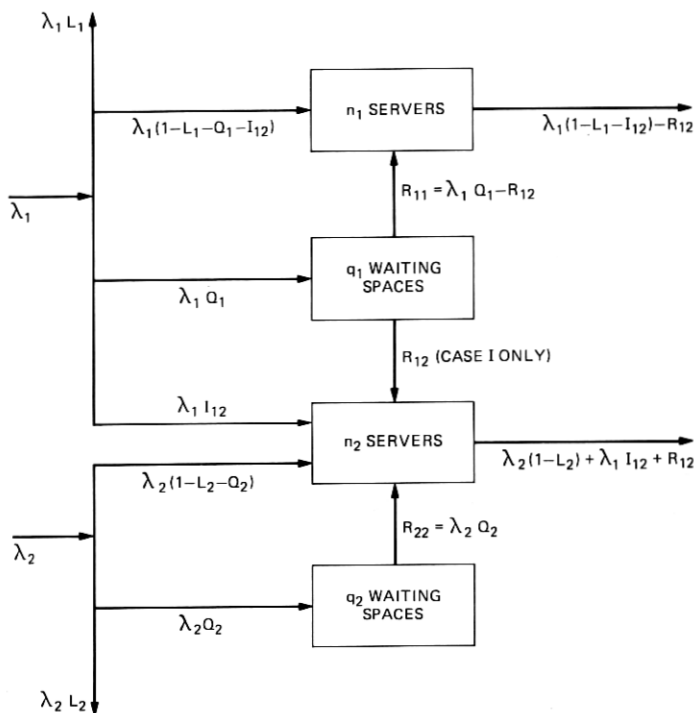 λ₁ L₁
n₁ SERVERS
λ₁(1–L₁–Q₁–I₁₂)
λ₁(1–L₁–I₁₂)–R₁₂
λ₁
R₁₁ = λ₁ Q₁–R₁₂
q₁ WAITING
SPACES
λ₁ Q₁
R₁₂ (CASE I ONLY)
λ₁ I₁₂
n₂ SERVERS
λ₂(1–L₂) + λ₁ I₁₂ + R₁₂
λ₂(1–L₂–Q₂)
λ₂
R₂₂ = λ₂ Q₂
q₂ WAITING
SPACES
λ₂Q₂
λ₂ L₂